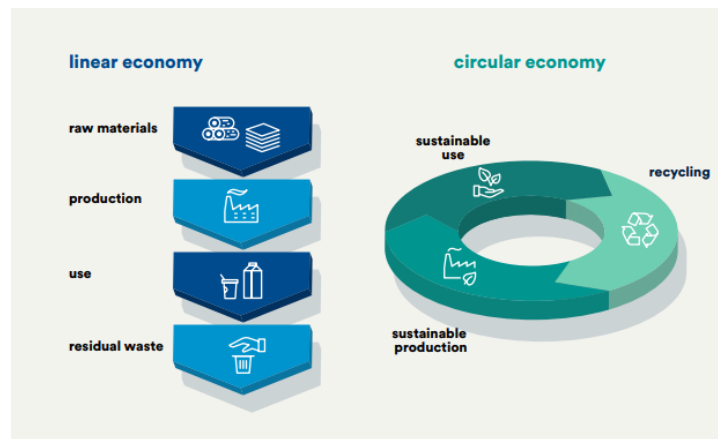 linear economy
raw materials
production
use
residual waste
circular economy
sustainable
use
recycling
sustainable
production